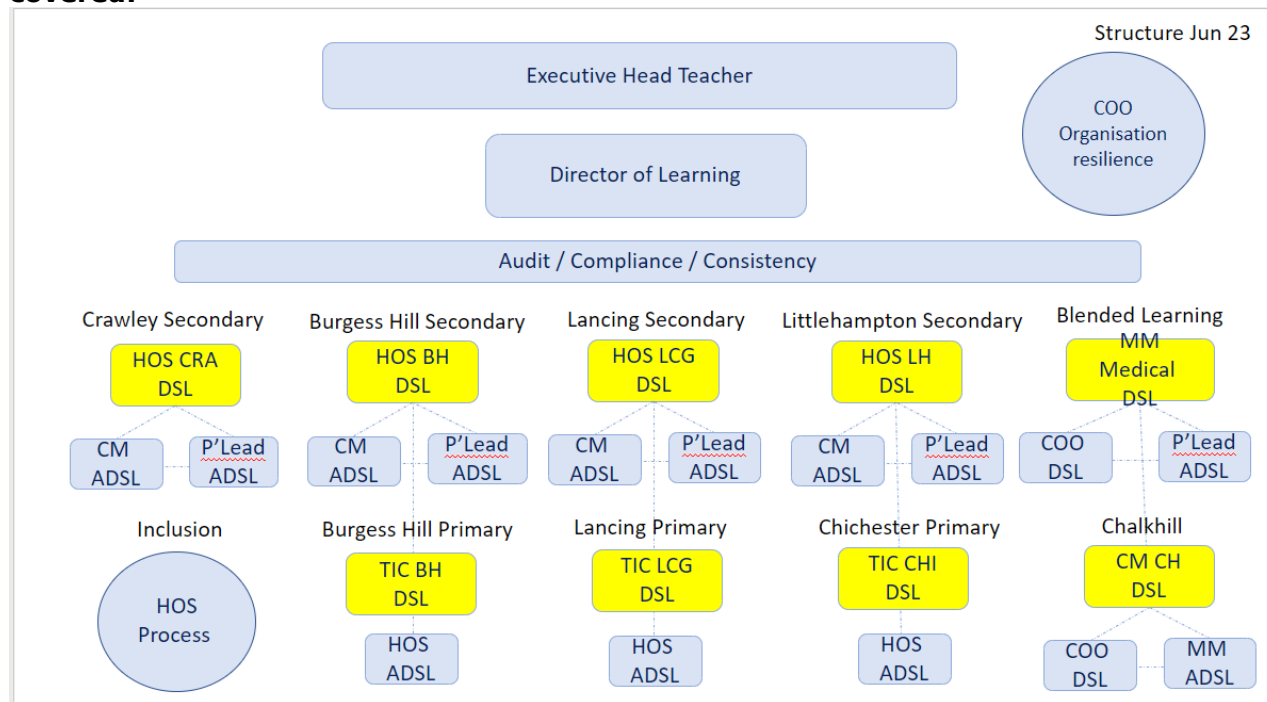 covered.
Structure Jun 23
Executive Head Teacher
COO
Organisation
resilience
Director of Learning
Audit / Compliance / Consistency
Crawley Secondary
Burgess Hill Secondary
Lancing Secondary
Littlehampton Secondary
Blended Learning
HOS CRA
DSL
HOS BH
DSL
HOS LCG
DSL
HOS LH
DSL
MM
Medical
DSL
CM
ADSL
P'Lead
ADSL
CM
ADSL
P'Lead
ADSL
CM
ADSL
P'Lead
ADSL
CM
ADSL
P'Lead
ADSL
COO
DSL
P'Lead
ADSL
Inclusion
Burgess Hill Primary
Lancing Primary
Chichester Primary
Chalkhill
HOS
Process
TIC BH
DSL
TIC LCG
DSL
TIC CHI
DSL
CM CH
DSL
HOS
ADSL
HOS
ADSL
HOS
ADSL
COO
DSL
MM
ADSL